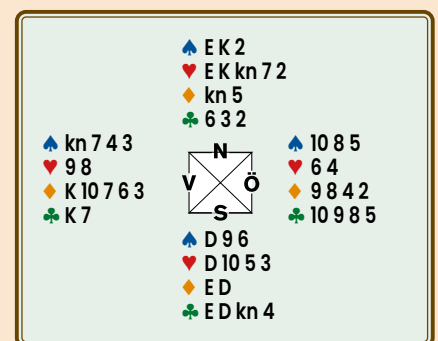 ♠ E K 2
♥ E K kn 7 2
♦ kn 5
♣ 6 3 2
♠ kn 7 4 3
♥ 9 8
♦ K 10 7 6 3
♣ K 7
N
V Ö
S
♠ 10 8 5
♥ 6 4
♦ 9 8 4 2
♣ 10 9 8 5
♠ D 9 6
♥ D 10 5 3
♦ E D
♣ E D kn 4